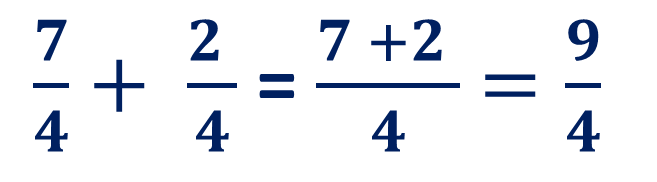 7/4 + 2/4 = 7 +2/4 = 9/4